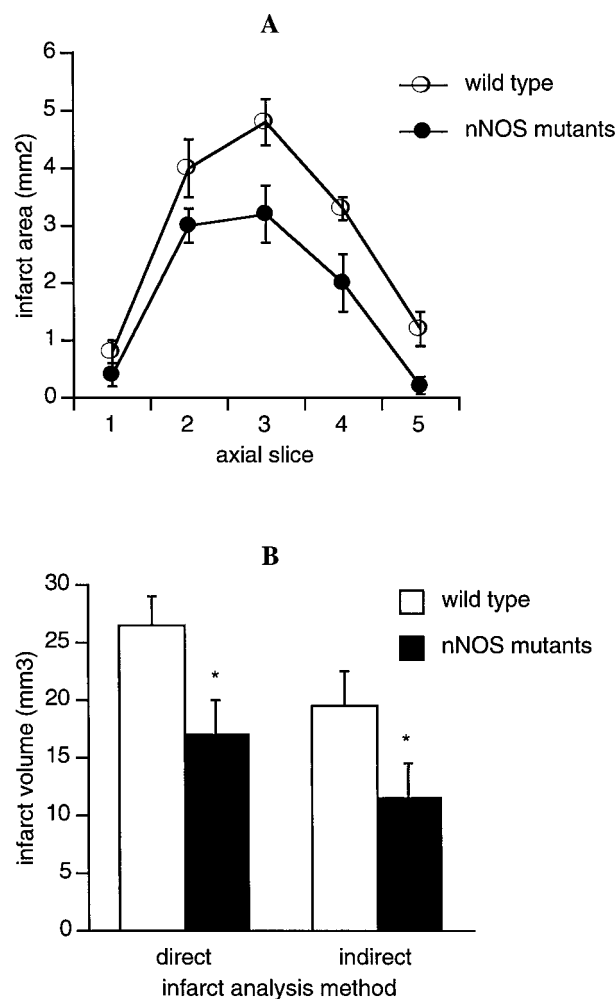 A
6
5
4
3
2
1
0
infarct area (mm2)
wild type
nNOS mutants
1 2 3 4 5
axial slice
B
30
25
20
15
10
5
0
infarct volume (mm3)
wild type
nNOS mutants
*
*
direct indirect
infarct analysis method